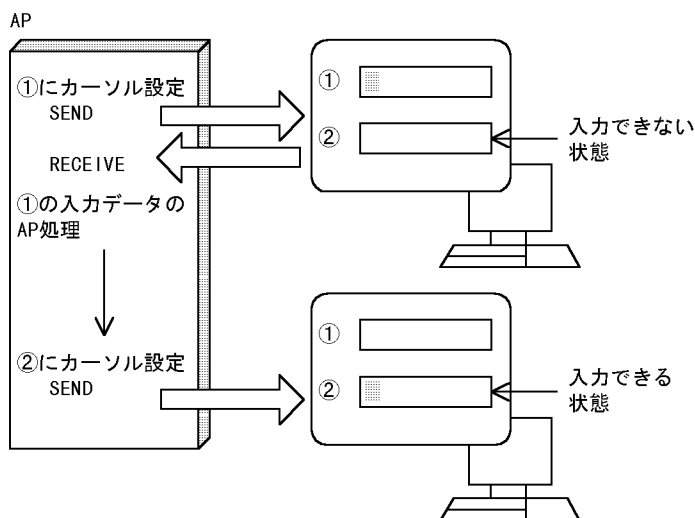 AP
①にカーソル設定
SEND
RECEIVE
①の入力データの
AP処理
②にカーソル設定
SEND
①
②
入力できない
状態
①
②
入力できる
状態